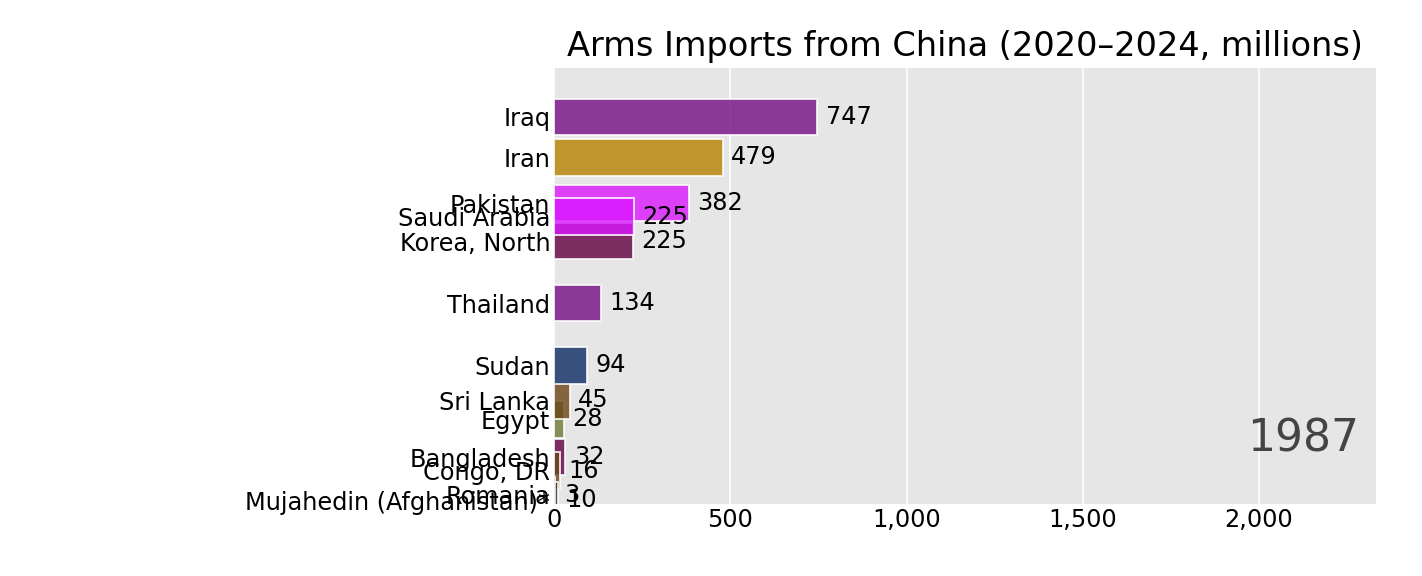 Arms Imports from China (2020–2024, millions)
Iraq 747
Iran 479
Pakistan 382
Saudi Arabia 225
Korea, North 225
Thailand 134
Sudan 94
Sri Lanka 45
Egypt 28
Bangladesh 32
Congo, DR 16
Romania 3
Mujahedin (Afghanistan)* 10
1987
0 500 1,000 1,500 2,000